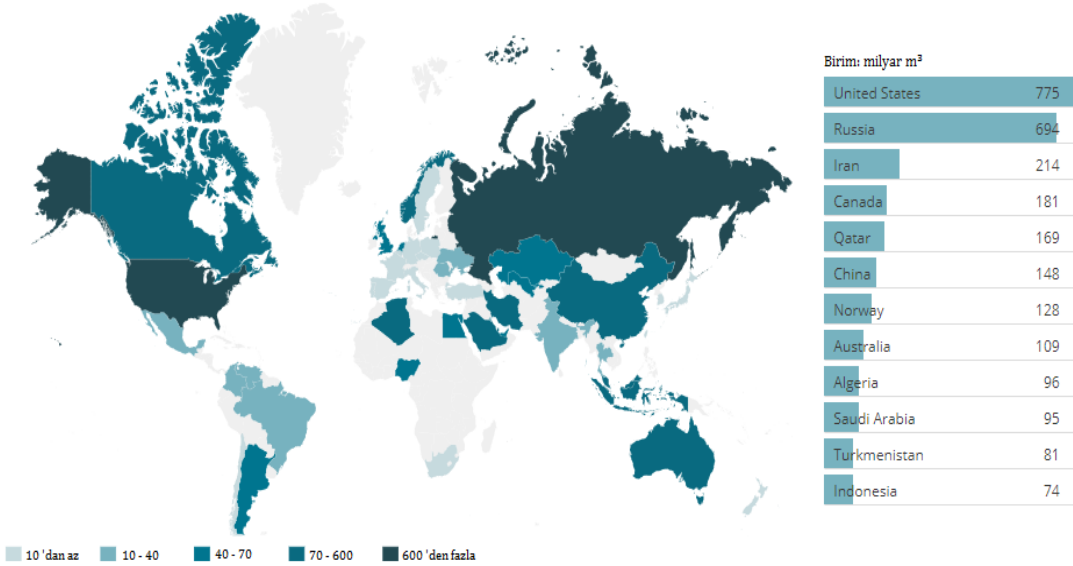 Birim: milyar m³
United States 775
Russia 694
Iran 214
Canada 181
Qatar 169
China 148
Norway 128
Australia 109
Algeria 96
Saudi Arabia 95
Turkmenistan 81
Indonesia 74
10 'dan az 10 - 40 40 - 70 70 - 600 600 'den fazla